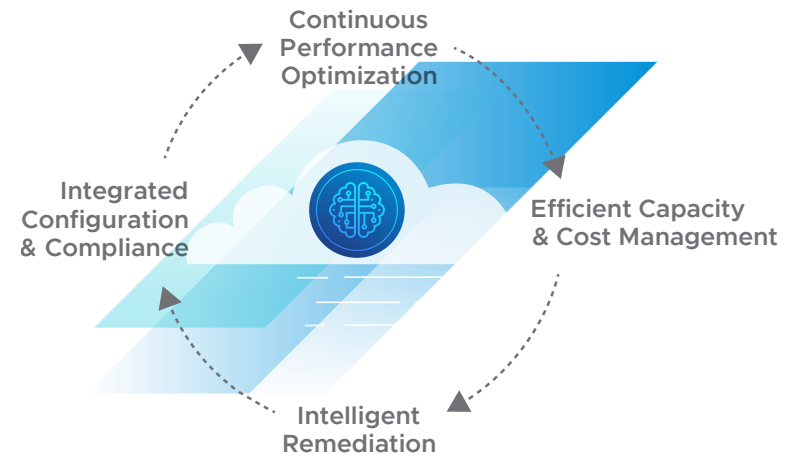 Continuous
Performance
Optimization
Efficient Capacity
& Cost Management
Intelligent
Remediation
Integrated
Configuration
& Compliance